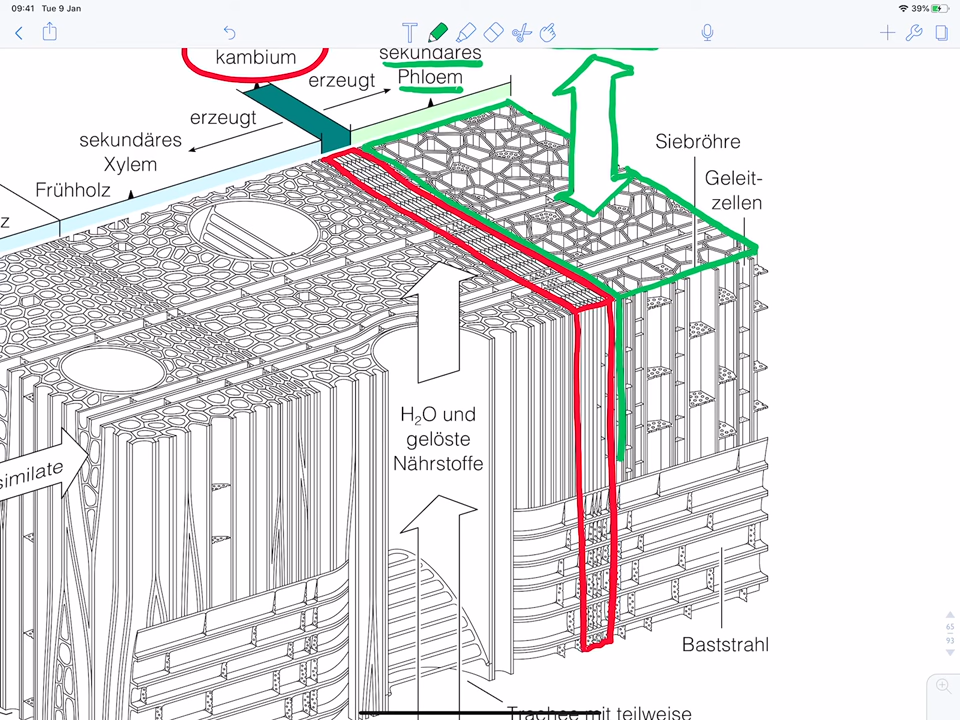 09:41 Tue 9 Jan
39%
T
kambium
sekundäres
Phloem
erzeugt
erzeugt
sekundäres
Xylem
Frühholz
z
Siebröhre
Geleit-
zellen
H₂O und
gelöste
Nährstoffe
similate
Baststrahl
Trachee mit teilweise
65
93